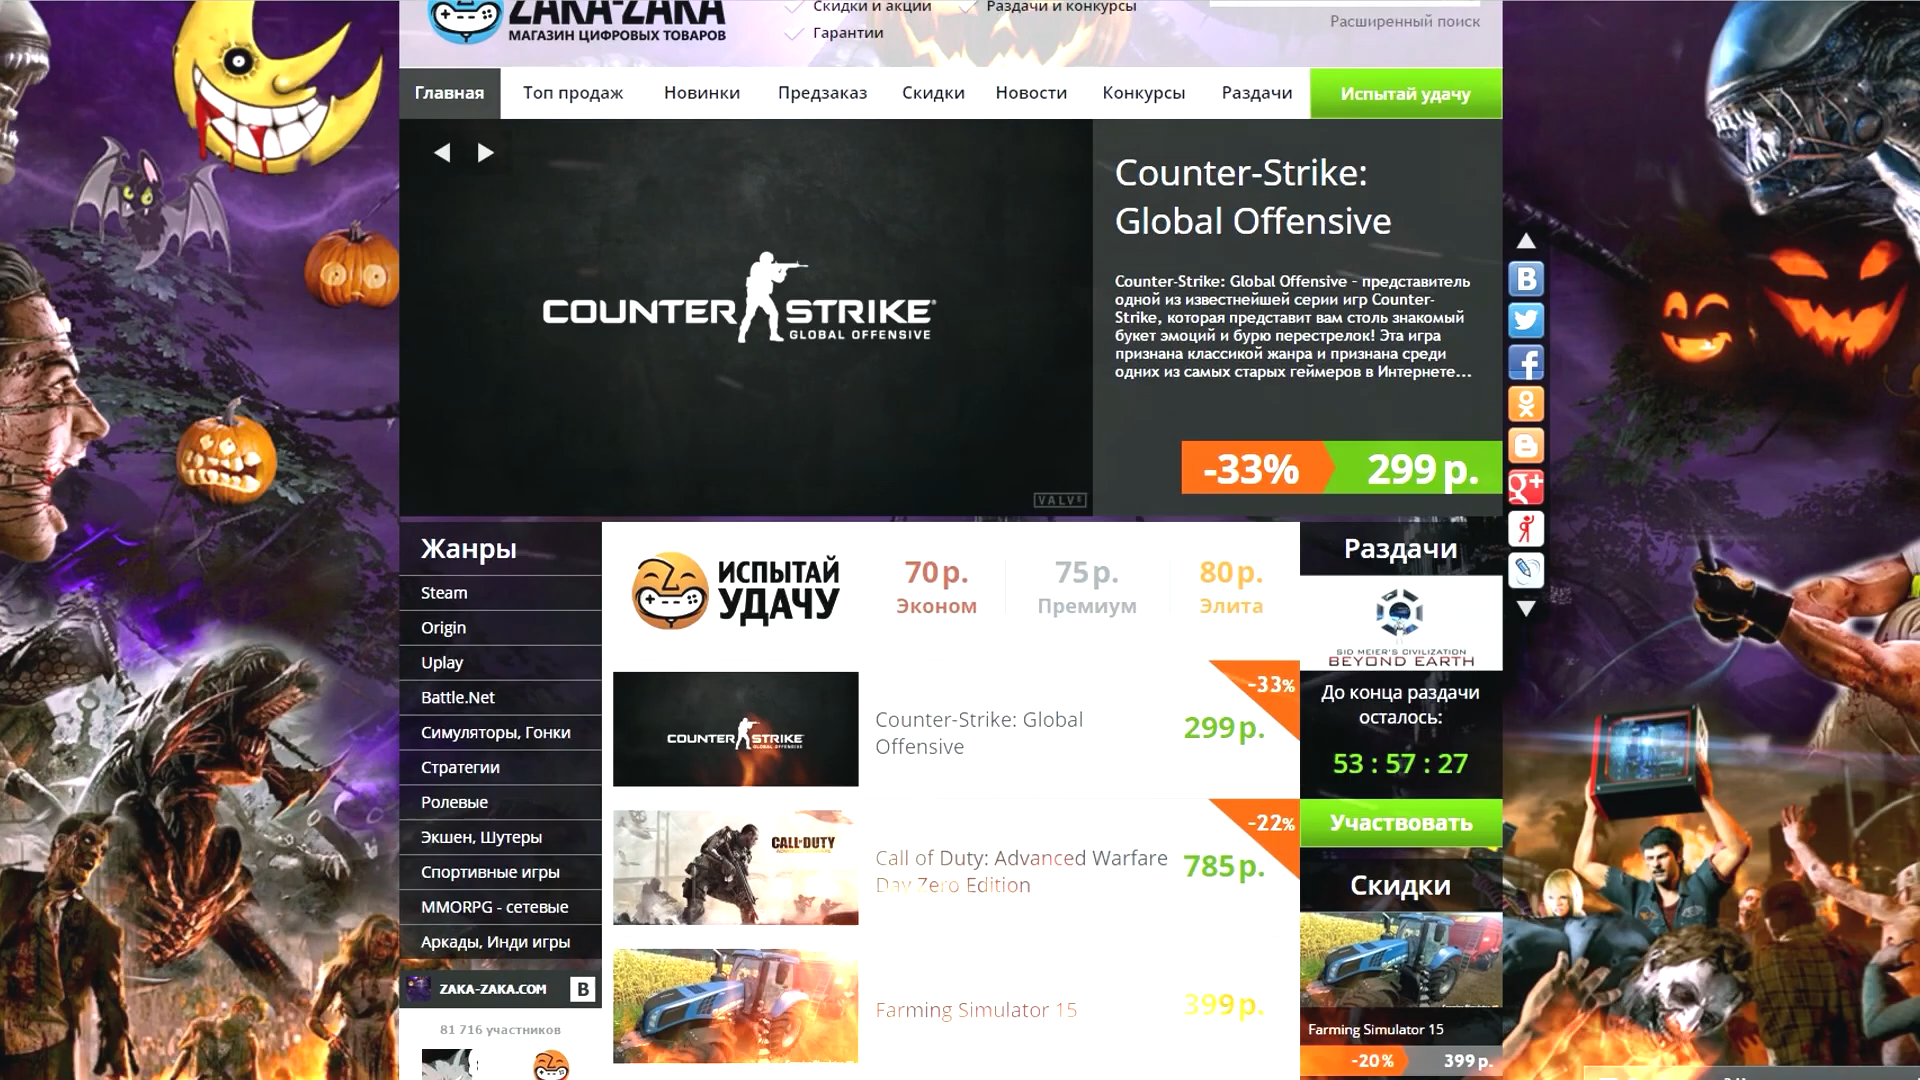 ZAKA-ZAKA
МАГАЗИН ЦИФРОВЫХ ТОВАРОВ
Скидки и акции
Раздачи и конкурсы
Гарантии
Расширенный поиск
Главная
Топ продаж
Новинки
Предзаказ
Скидки
Новости
Конкурсы
Раздачи
Испытай удачу
COUNTER STRIKE
GLOBAL OFFENSIVE
VALVE
Counter-Strike:
Global Offensive
Counter-Strike: Global Offensive - представитель
одной из известнейшей серии игр Counter-
Strike, которая представит вам столь знакомый
букет эмоций и бурю перестрелок! Эта игра
признана классикой жанра и признана среди
одних из самых старых геймеров в Интернете...
-33%
299 р.
Жанры
Steam
Origin
Uplay
Battle.Net
Симуляторы, Гонки
Стратегии
Ролевые
Экшен, Шутеры
Спортивные игры
MMORPG - сетевые
Аркады, Инди игры
ZAKA-ZAKA.COM
B
81 716 участников
ИСПЫТАЙ
УДАЧУ
70 р.
Эконом
75 р.
Премиум
80 р.
Элита
COUNTER STRIKE
GLOBAL OFFENSIVE
Counter-Strike: Global
Offensive
-33%
299 р.
CALL OF DUTY
Call of Duty: Advanced Warfare
Day Zero Edition
-22%
785 р.
Farming Simulator 15
399 р.
Раздачи
SID MEIER'S CIVILIZATION
BEYOND EARTH
До конца раздачи
осталось:
53 : 57 : 27
Участвовать
Скидки
Farming Simulator 15
-20%
399 р.
B
f
g+